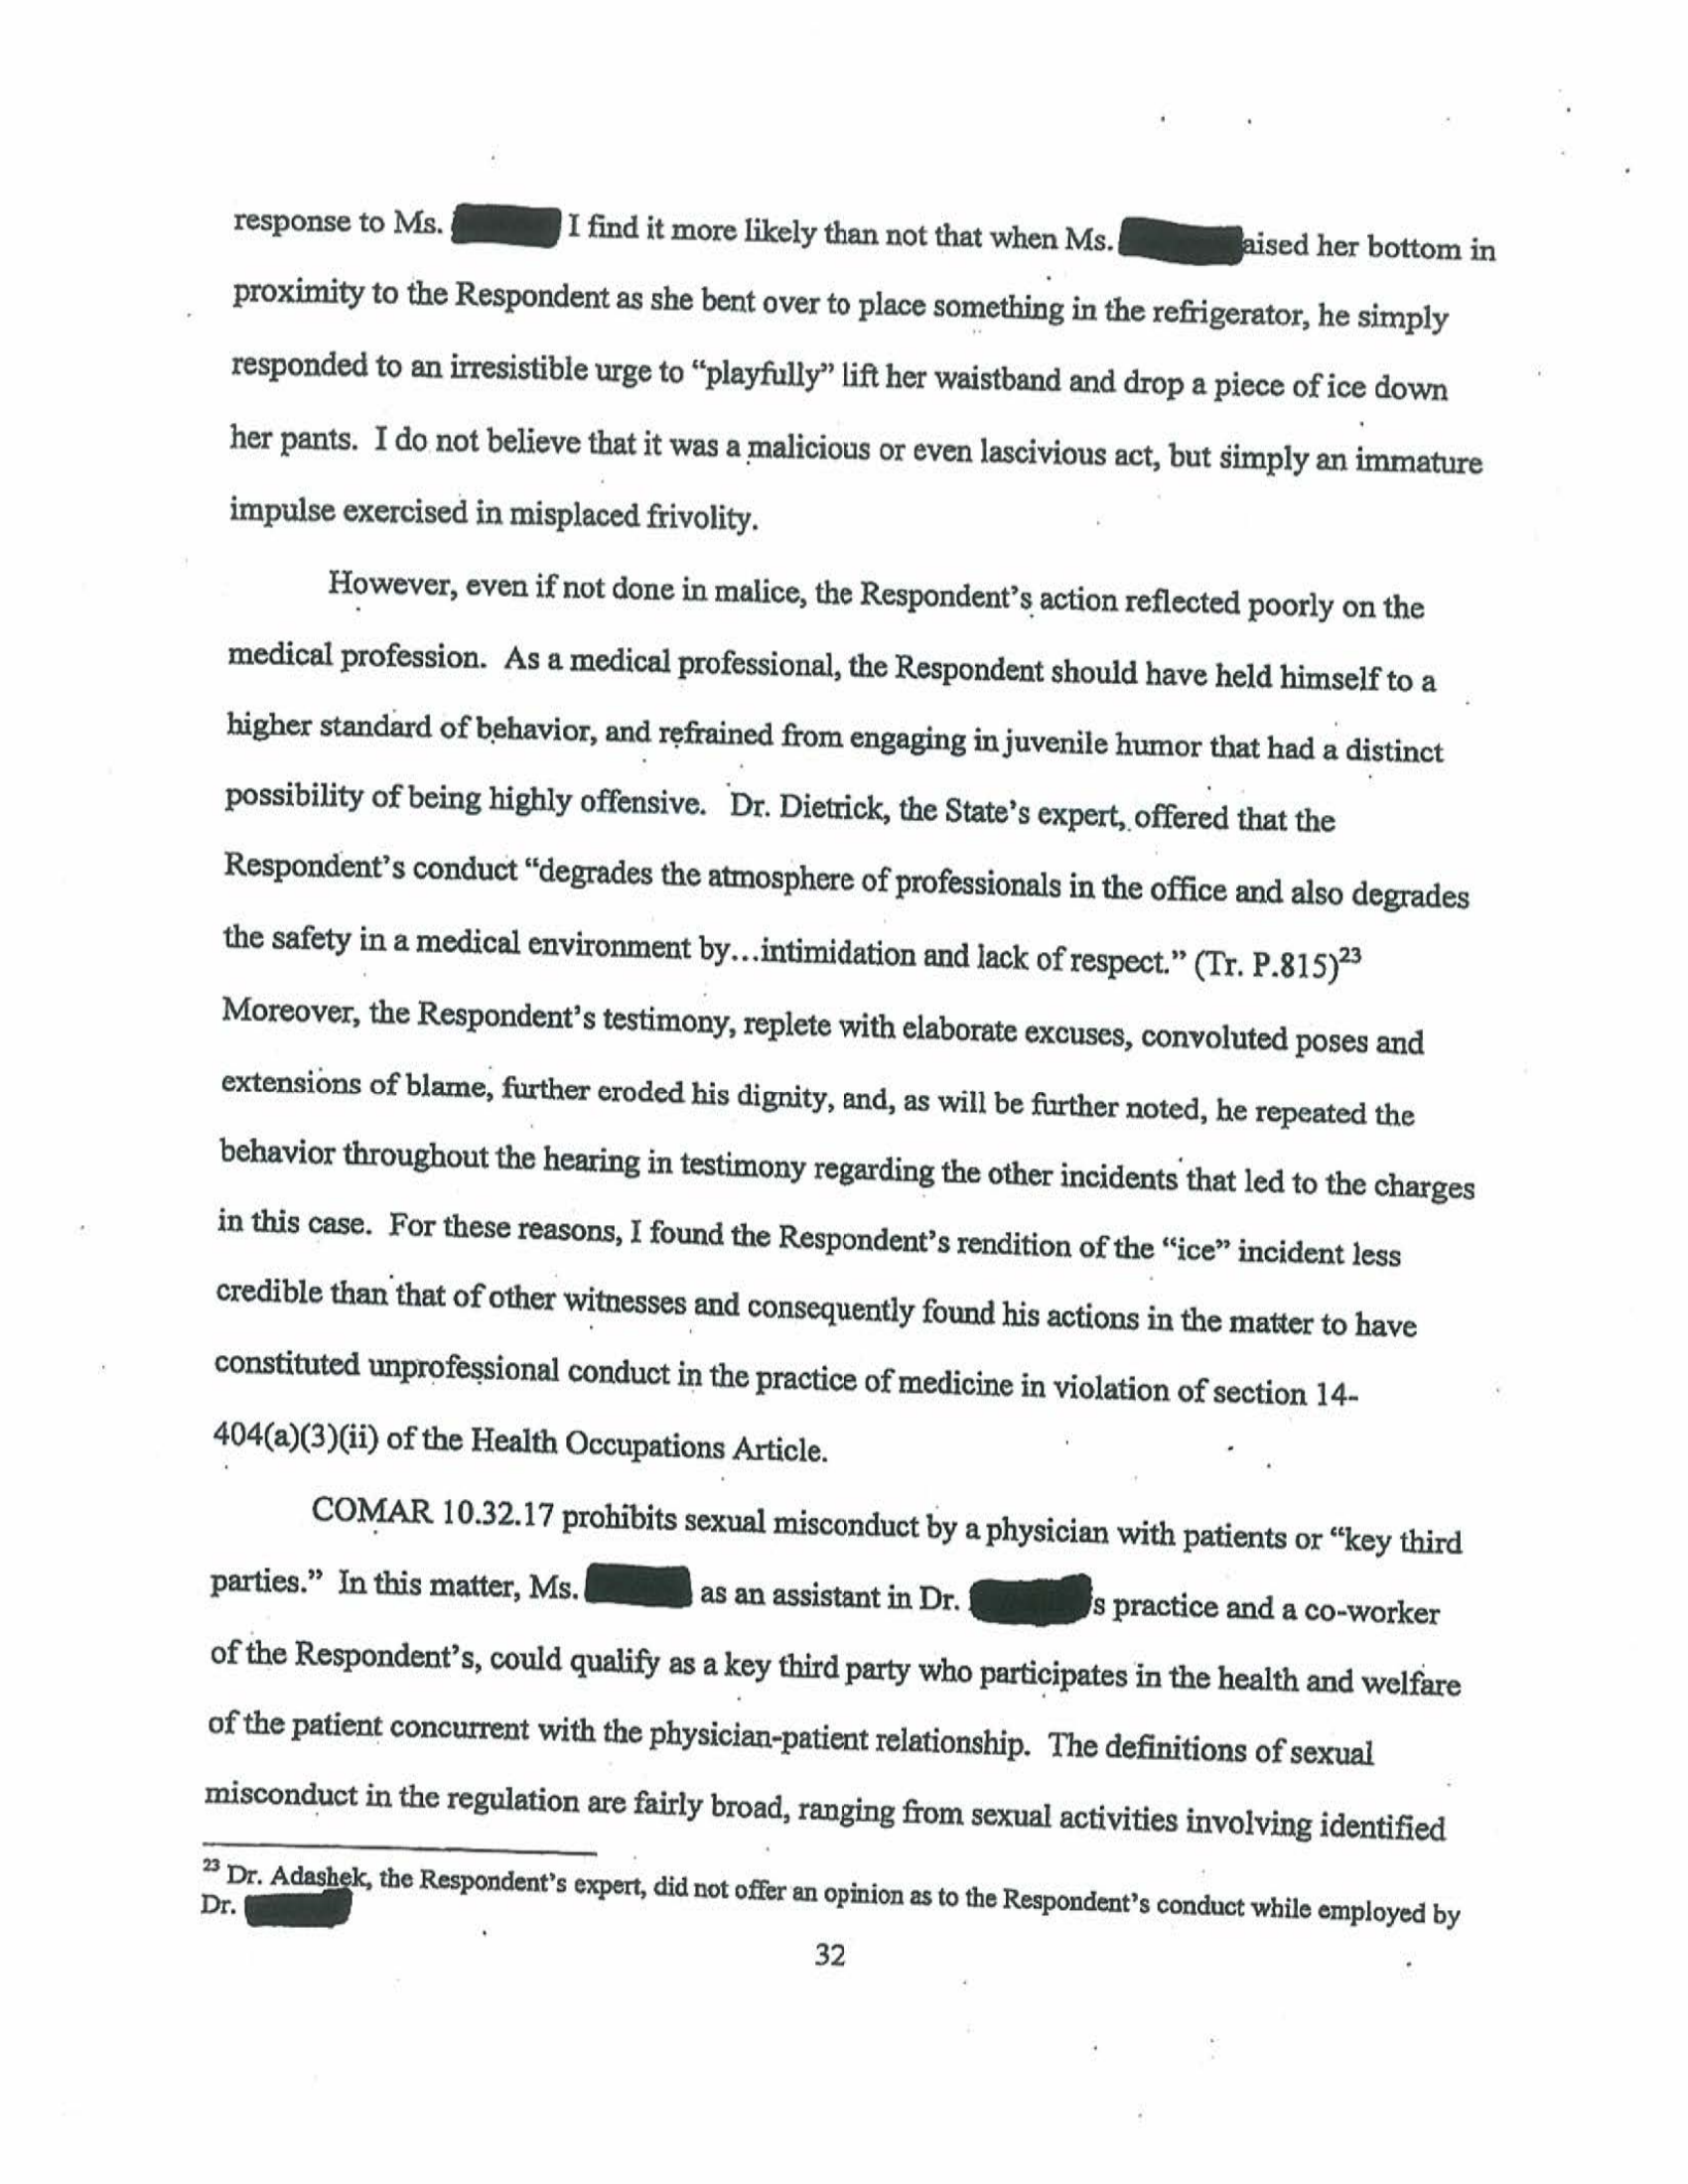 response to Ms. I find it more likely than not that when Ms. aised her bottom in
proximity to the Respondent as she bent over to place something in the refrigerator, he simply
responded to an irresistible urge to “playfully” lift her waistband and drop a piece of ice down
her pants. I do not believe that it was a malicious or even lascivious act, but simply an immature
impulse exercised in misplaced frivolity.
However, even if not done in malice, the Respondent’s action reflected poorly on the
medical profession. As a medical professional, the Respondent should have held himself to a
higher standard of behavior, and refrained from engaging in juvenile humor that had a distinct
possibility of being highly offensive. Dr. Dietrick, the State’s expert, offered that the
Respondent’s conduct “degrades the atmosphere of professionals in the office and also degrades
the safety in a medical environment by…intimidation and lack of respect.” (Tr. P.815)23
Moreover, the Respondent’s testimony, replete with elaborate excuses, convoluted poses and
extensions of blame, further eroded his dignity, and, as will be further noted, he repeated the
behavior throughout the hearing in testimony regarding the other incidents that led to the charges
in this case. For these reasons, I found the Respondent’s rendition of the “ice” incident less
credible than that of other witnesses and consequently found his actions in the matter to have
constituted unprofessional conduct in the practice of medicine in violation of section 14-
404(a)(3)(ii) of the Health Occupations Article.
COMAR 10.32.17 prohibits sexual misconduct by a physician with patients or “key third
parties.” In this matter, Ms. as an assistant in Dr. ’s practice and a co-worker
of the Respondent’s, could qualify as a key third party who participates in the health and welfare
of the patient concurrent with the physician-patient relationship. The definitions of sexual
misconduct in the regulation are fairly broad, ranging from sexual activities involving identified
23 Dr. Adashek, the Respondent’s expert, did not offer an opinion as to the Respondent’s conduct while employed by
Dr.
32